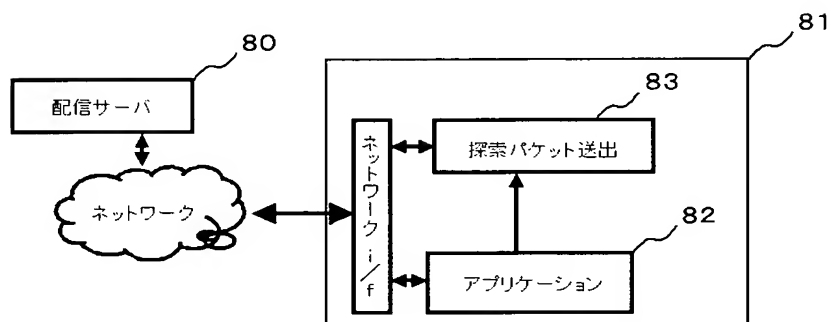 80
配信サーバ
ネットワーク
81
ネットワークi/f
83
探索パケット送出
82
アプリケーション